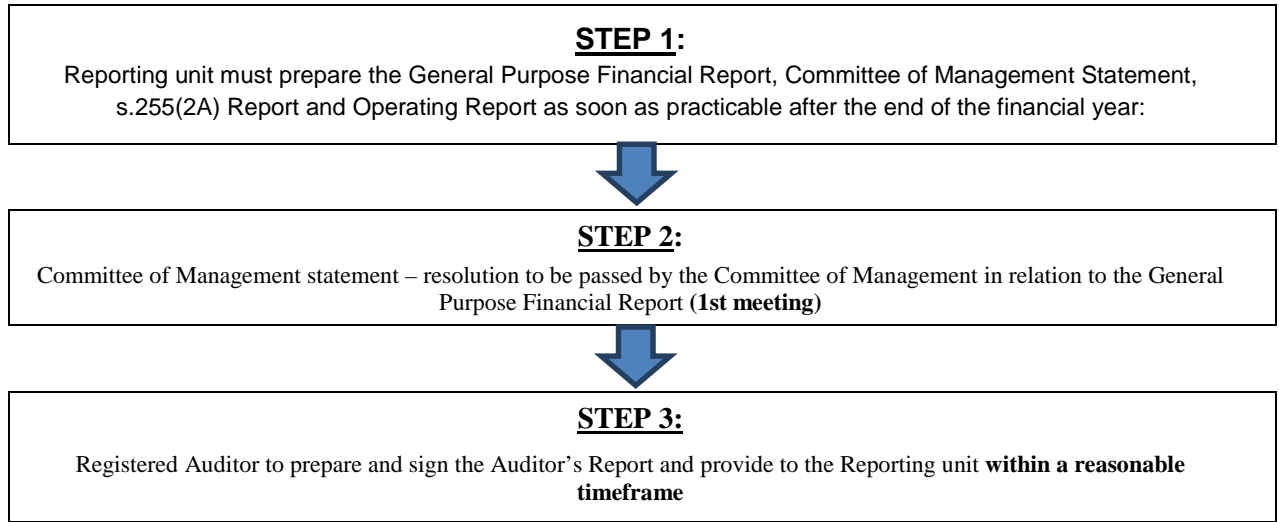 STEP 1:
Reporting unit must prepare the General Purpose Financial Report, Committee of Management Statement,
s.255(2A) Report and Operating Report as soon as practicable after the end of the financial year:
STEP 2:
Committee of Management statement – resolution to be passed by the Committee of Management in relation to the General
Purpose Financial Report (1st meeting)
STEP 3:
Registered Auditor to prepare and sign the Auditor's Report and provide to the Reporting unit within a reasonable
timeframe